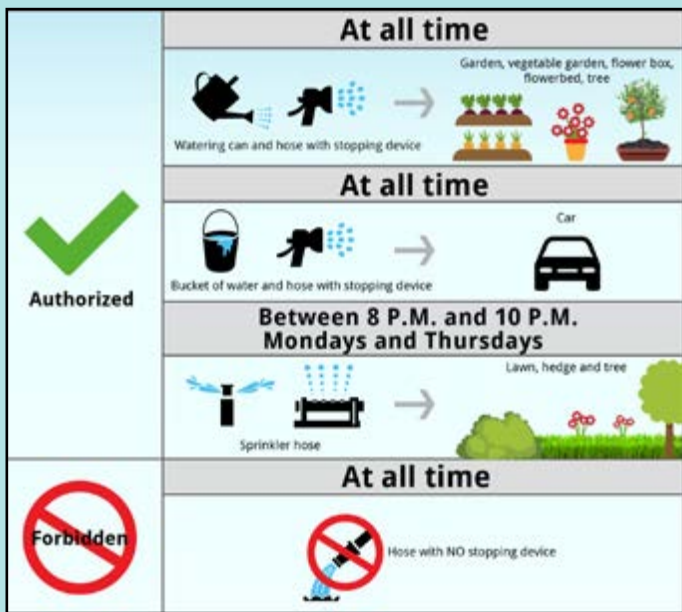 At all time
Garden, vegetable garden, flower box,
flowerbed, tree
Watering can and hose with stopping device
At all time
Car
Bucket of water and hose with stopping device
Authorized
Between 8 P.M. and 10 P.M.
Mondays and Thursdays
Lawn, hedge and tree
Sprinkler hose
At all time
Forbidden
Hose with NO stopping device